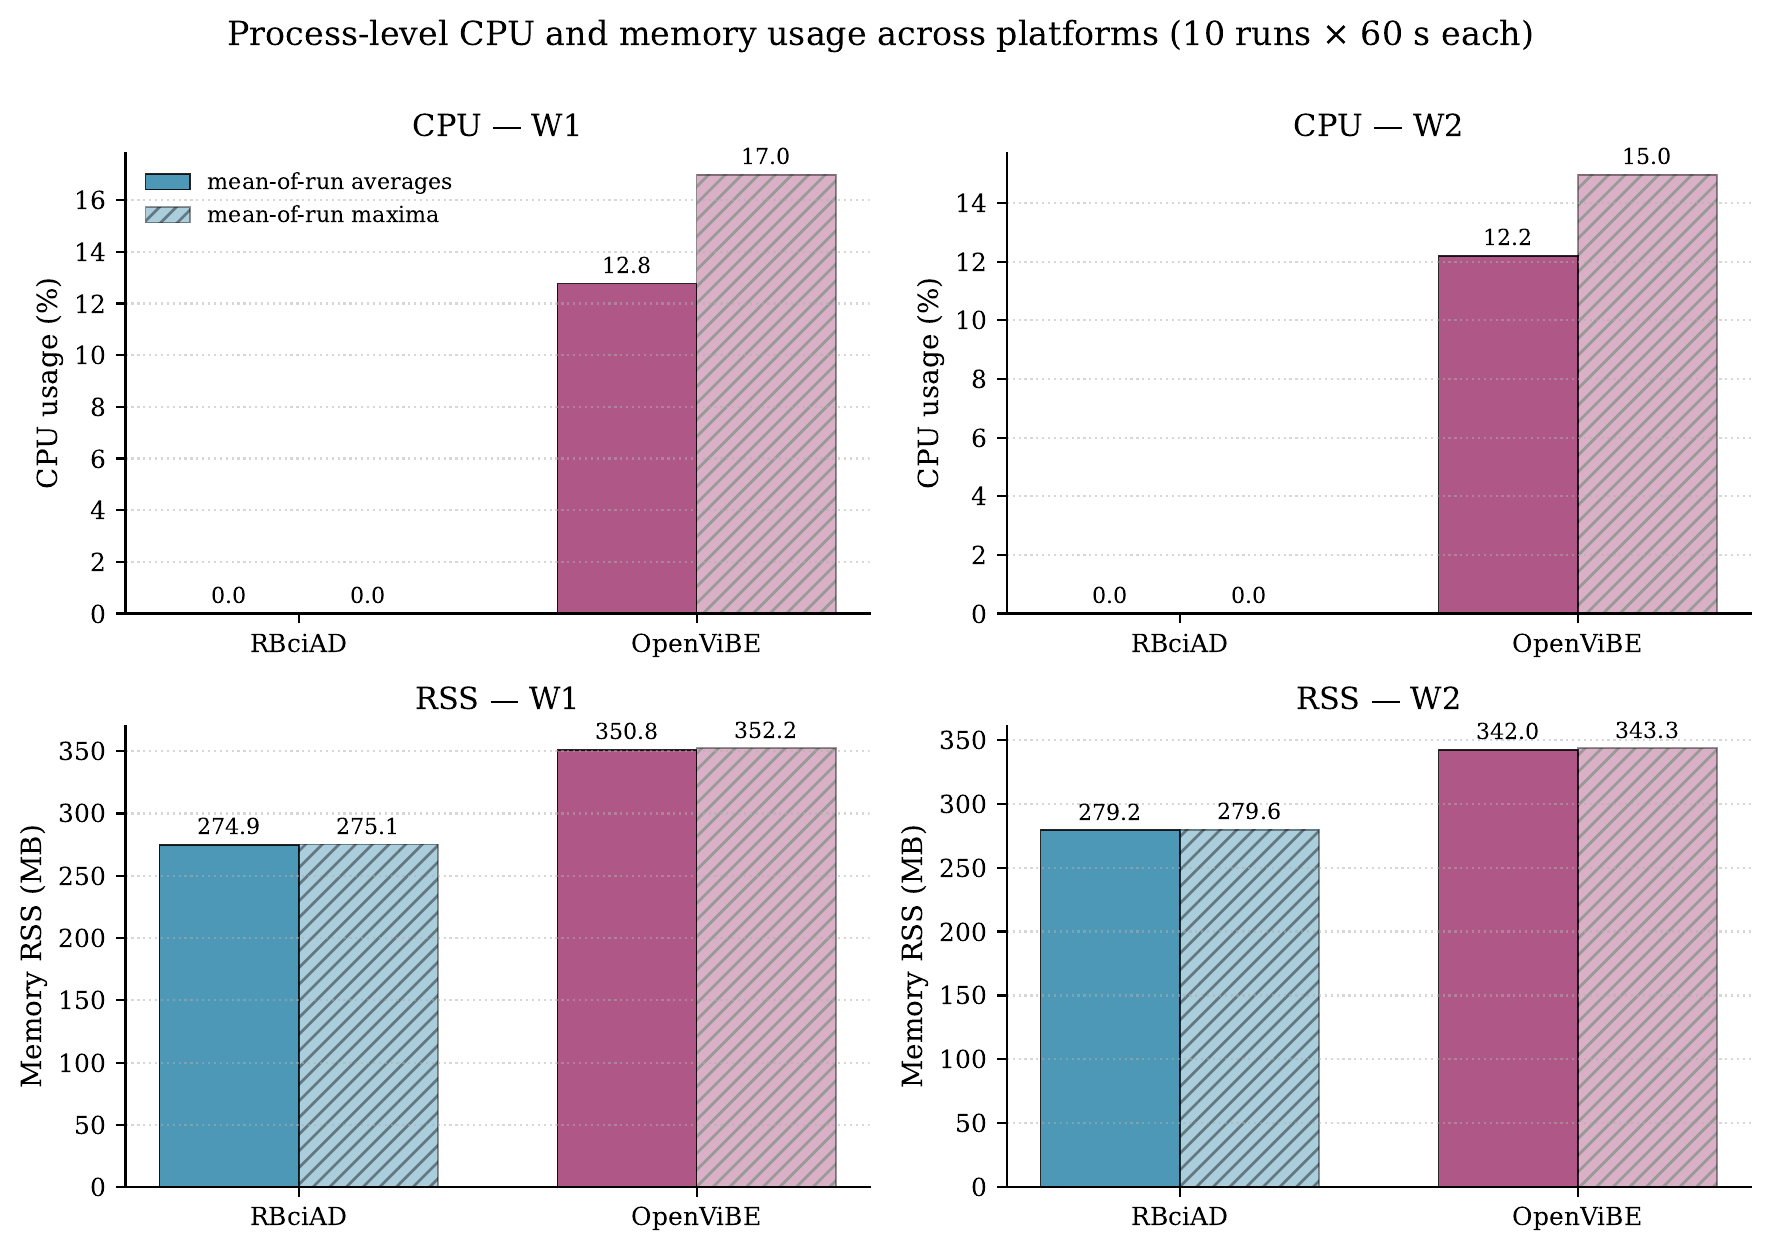 Process-level CPU and memory usage across platforms (10 runs × 60 s each)
CPU — W1
CPU usage (%)
16
14
12
10
8
6
4
2
0
mean-of-run averages
mean-of-run maxima
0.0
0.0
12.8
17.0
RBciAD
OpenViBE
CPU — W2
CPU usage (%)
14
12
10
8
6
4
2
0
0.0
0.0
12.2
15.0
RBciAD
OpenViBE
RSS — W1
Memory RSS (MB)
350
300
250
200
150
100
50
0
274.9
275.1
350.8
352.2
RBciAD
OpenViBE
RSS — W2
Memory RSS (MB)
350
300
250
200
150
100
50
0
279.2
279.6
342.0
343.3
RBciAD
OpenViBE